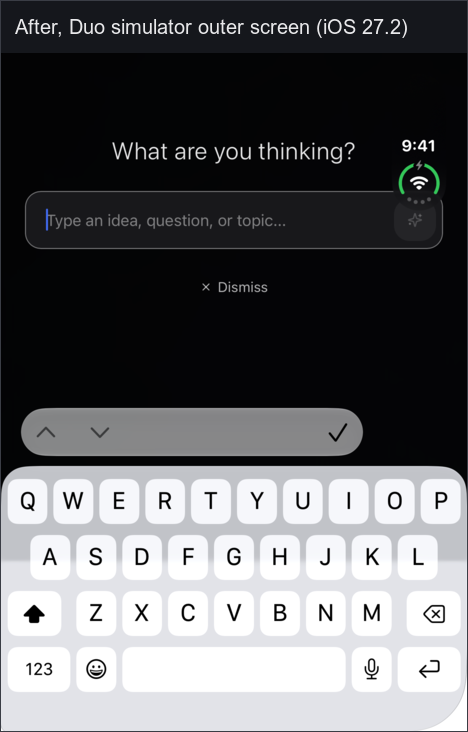 After, Duo simulator outer screen (iOS 27.2)
9:41
What are you thinking?
Type an idea, question, or topic...
× Dismiss
Q W E R T Y U I O P
A S D F G H J K L
Z X C V B N M
123